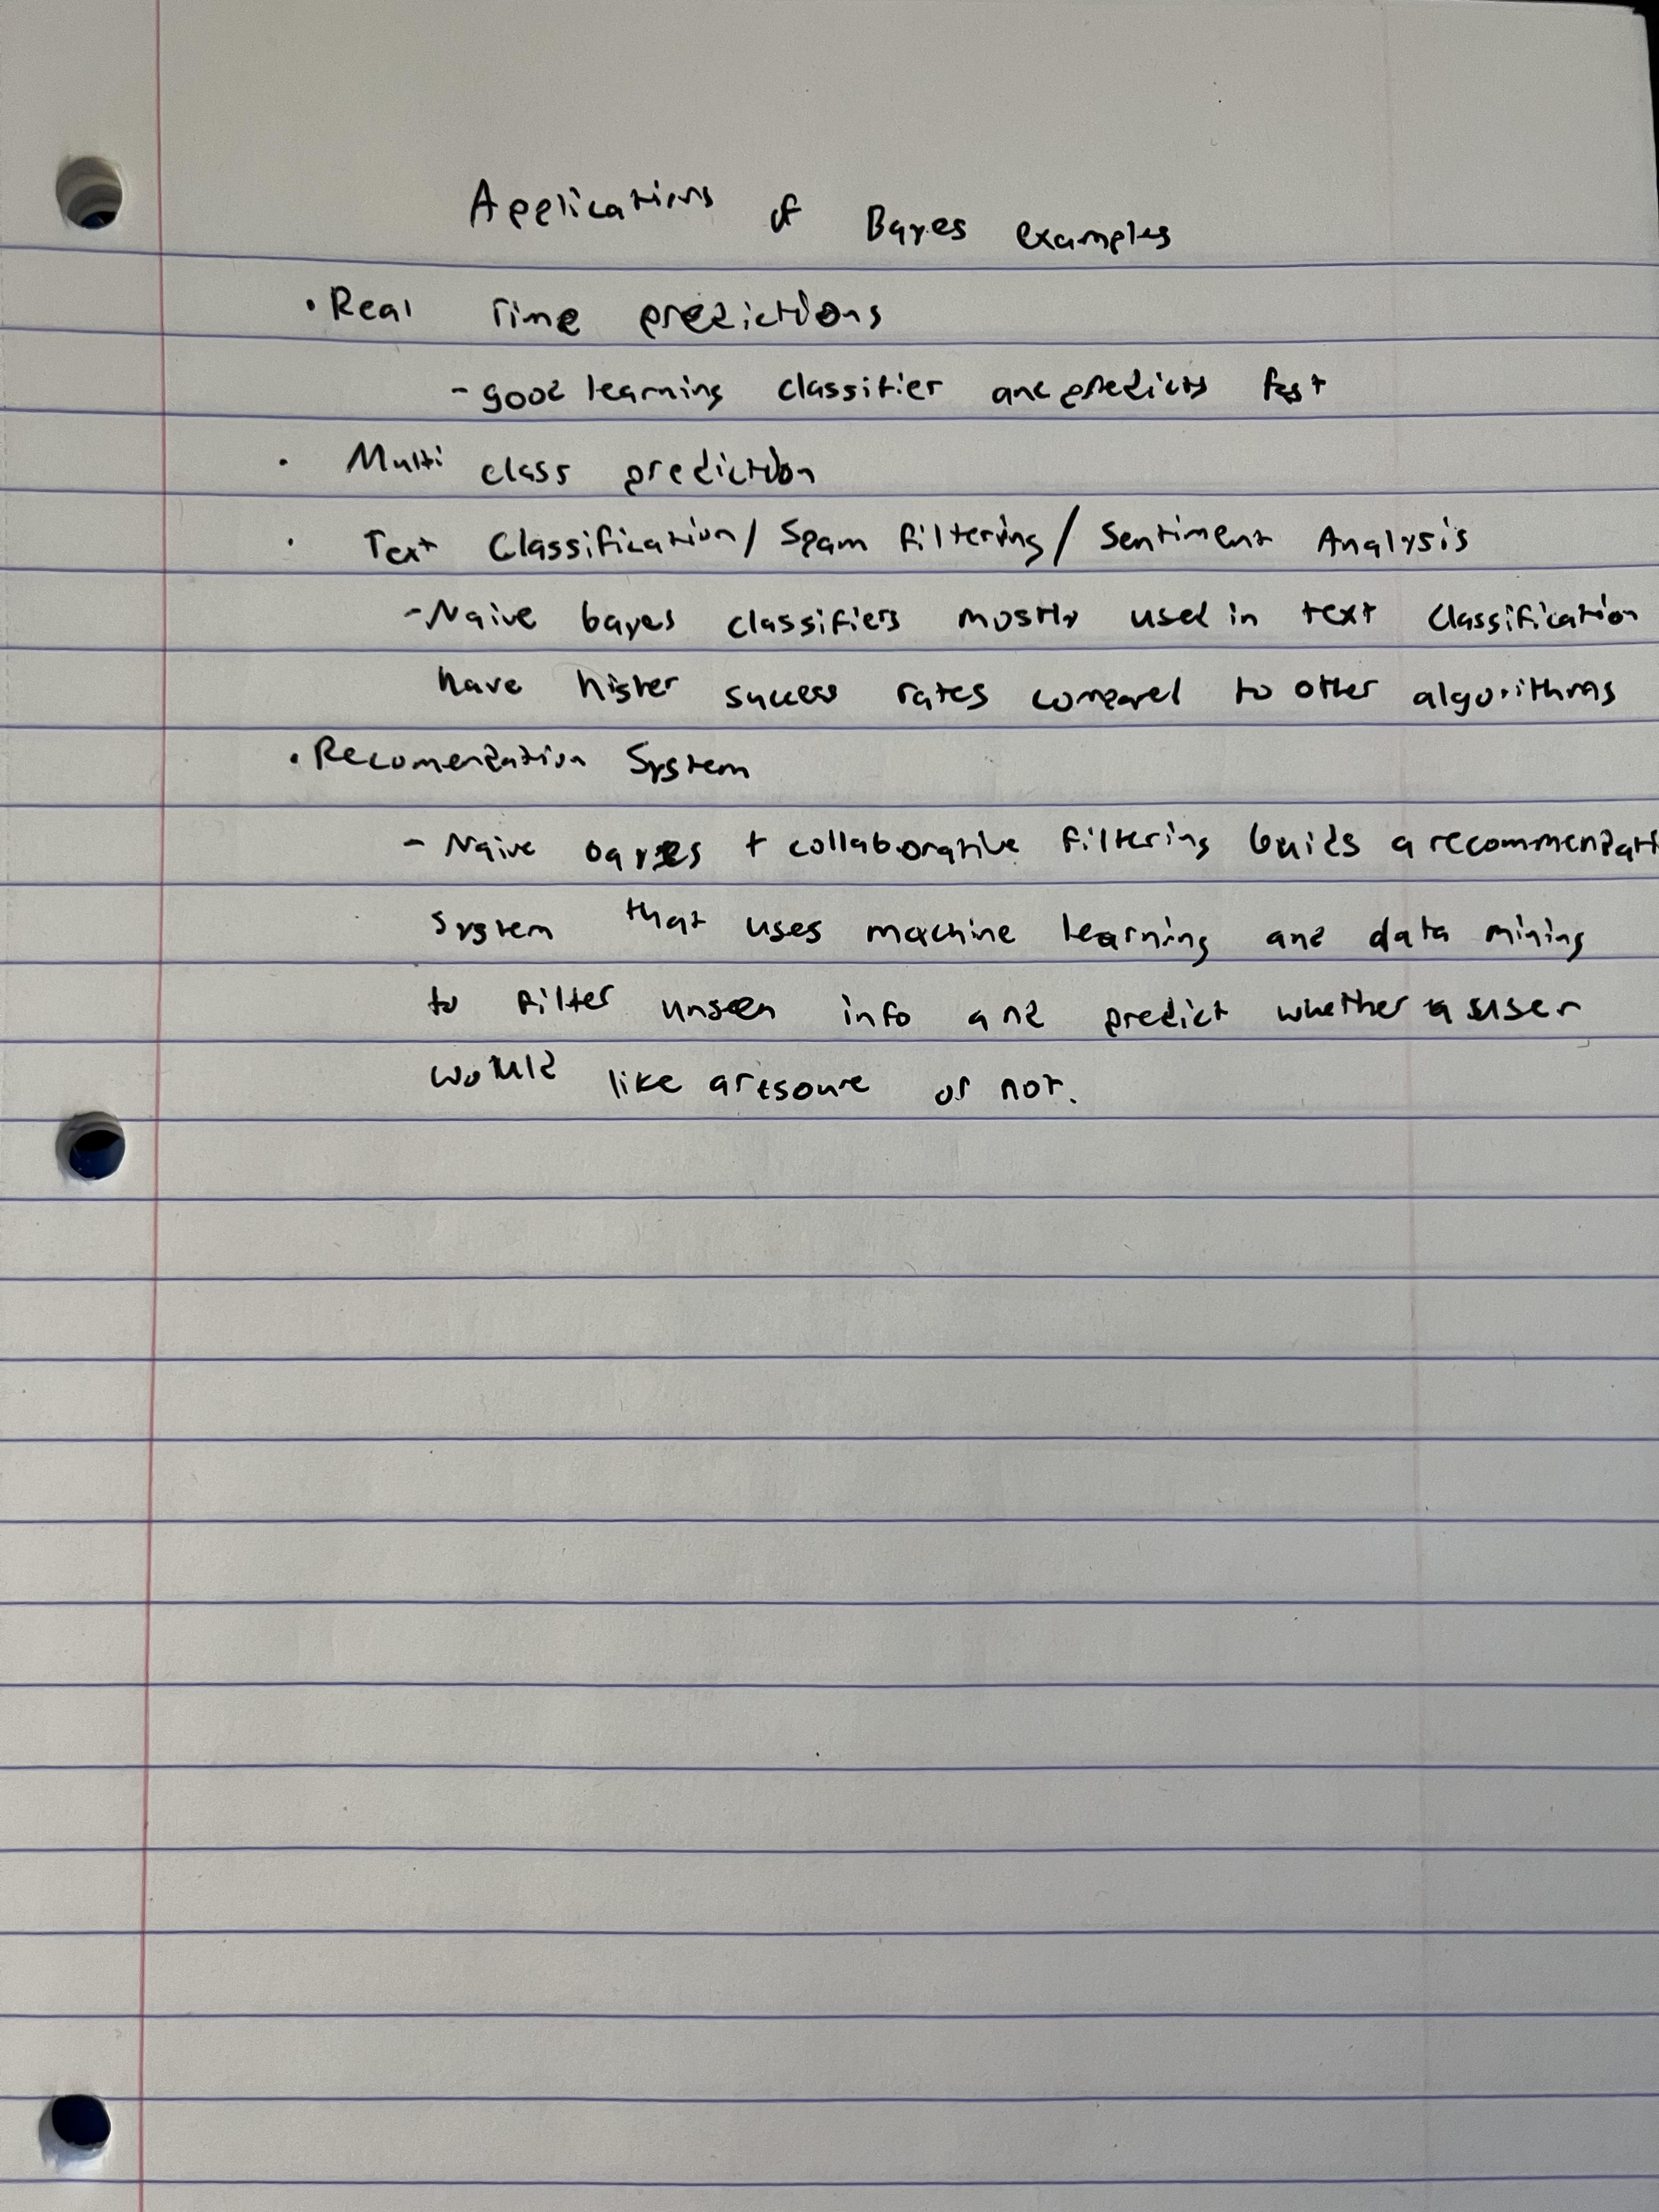 Applications of Bayes examples
• Real Time predictions
- good learning classifier and predicts fast
• Multi class prediction
• Text Classification / Spam filtering / Sentiment Analysis
- Naive bayes classifiers mostly used in text classification
have higher success rates compared to other algorithms
• Recomendation System
- Naive bayes + collaborative filtering builds a recommendati
system that uses machine learning and data mining
to filter unseen info and predict whether a user
would like a resource or not.